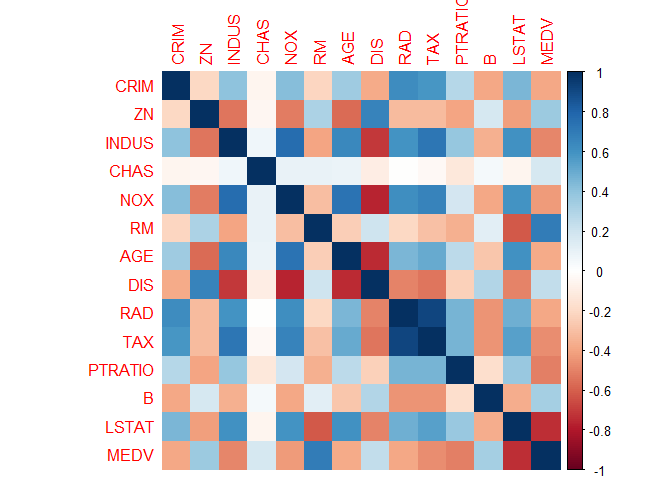 CRIM ZN INDUS CHAS NOX RM AGE DIS RAD TAX PTRATIO B LSTAT MEDV
CRIM
ZN
INDUS
CHAS
NOX
RM
AGE
DIS
RAD
TAX
PTRATIO
B
LSTAT
MEDV
1
0.8
0.6
0.4
0.2
0
-0.2
-0.4
-0.6
-0.8
-1